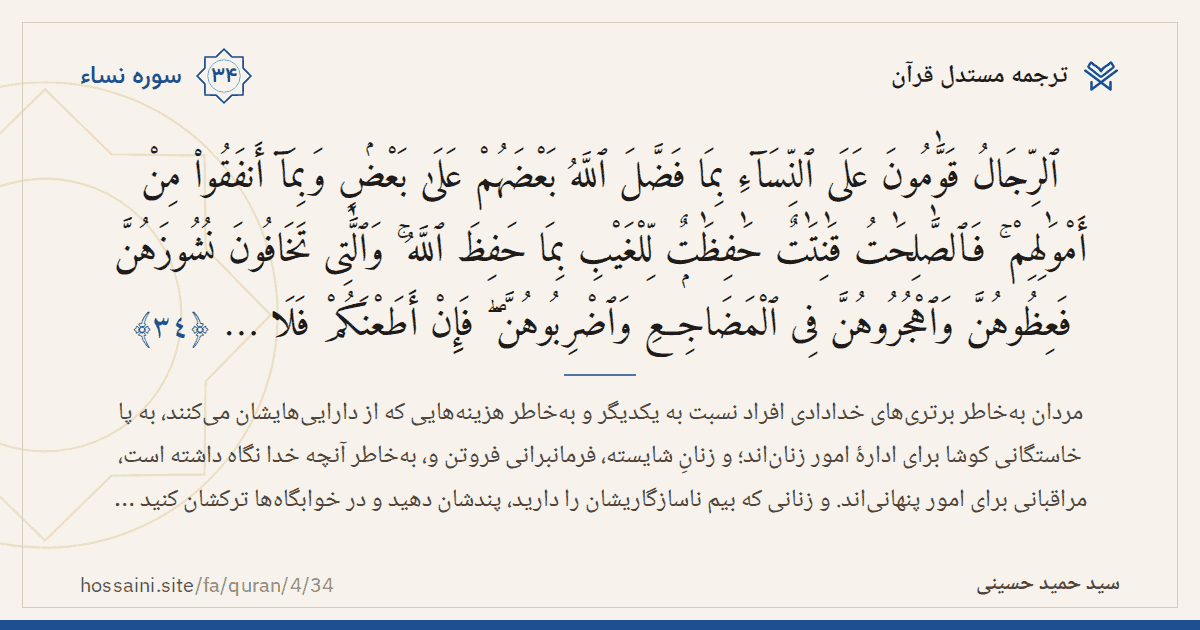 ترجمه مستدل قرآن
۳۴ سوره نساء
ٱلرِّجَالُ قَوَّٰمُونَ عَلَى ٱلنِّسَآءِ بِمَا فَضَّلَ ٱللَّهُ بَعْضَهُمْ عَلَىٰ بَعْضٖ وَبِمَآ أَنفَقُواْ مِنْ
أَمْوَٰلِهِمْۚ فَٱلصَّٰلِحَٰتُ قَٰنِتَٰتٌ حَٰفِظَٰتٞ لِّلْغَيْبِ بِمَا حَفِظَ ٱللَّهُۚ وَٱلَّٰتِى تَخَافُونَ نُشُوزَهُنَّ
فَعِظُوهُنَّ وَٱهْجُرُوهُنَّ فِى ٱلْمَضَاجِعِ وَٱضْرِبُوهُنَّۖ فَإِنْ أَطَعْنَكُمْ فَلَا ... ﴿٣٤﴾
مردان به‌خاطر برتری‌های خدادادی افراد نسبت به یکدیگر و به‌خاطر هزینه‌هایی که از دارایی‌هایشان می‌کنند، به پا
خاستگانی کوشا برای ادارهٔ امور زنان‌اند؛ و زنانِ شایسته، فرمانبرانی فروتن و، به‌خاطر آنچه خدا نگاه داشته است،
مراقبانی برای امور پنهانی‌اند. و زنانی که بیم ناسازگاریشان را دارید، پندشان دهید و در خوابگاه‌ها ترکشان کنید ...
سید حمید حسینی
hossaini.site/fa/quran/4/34